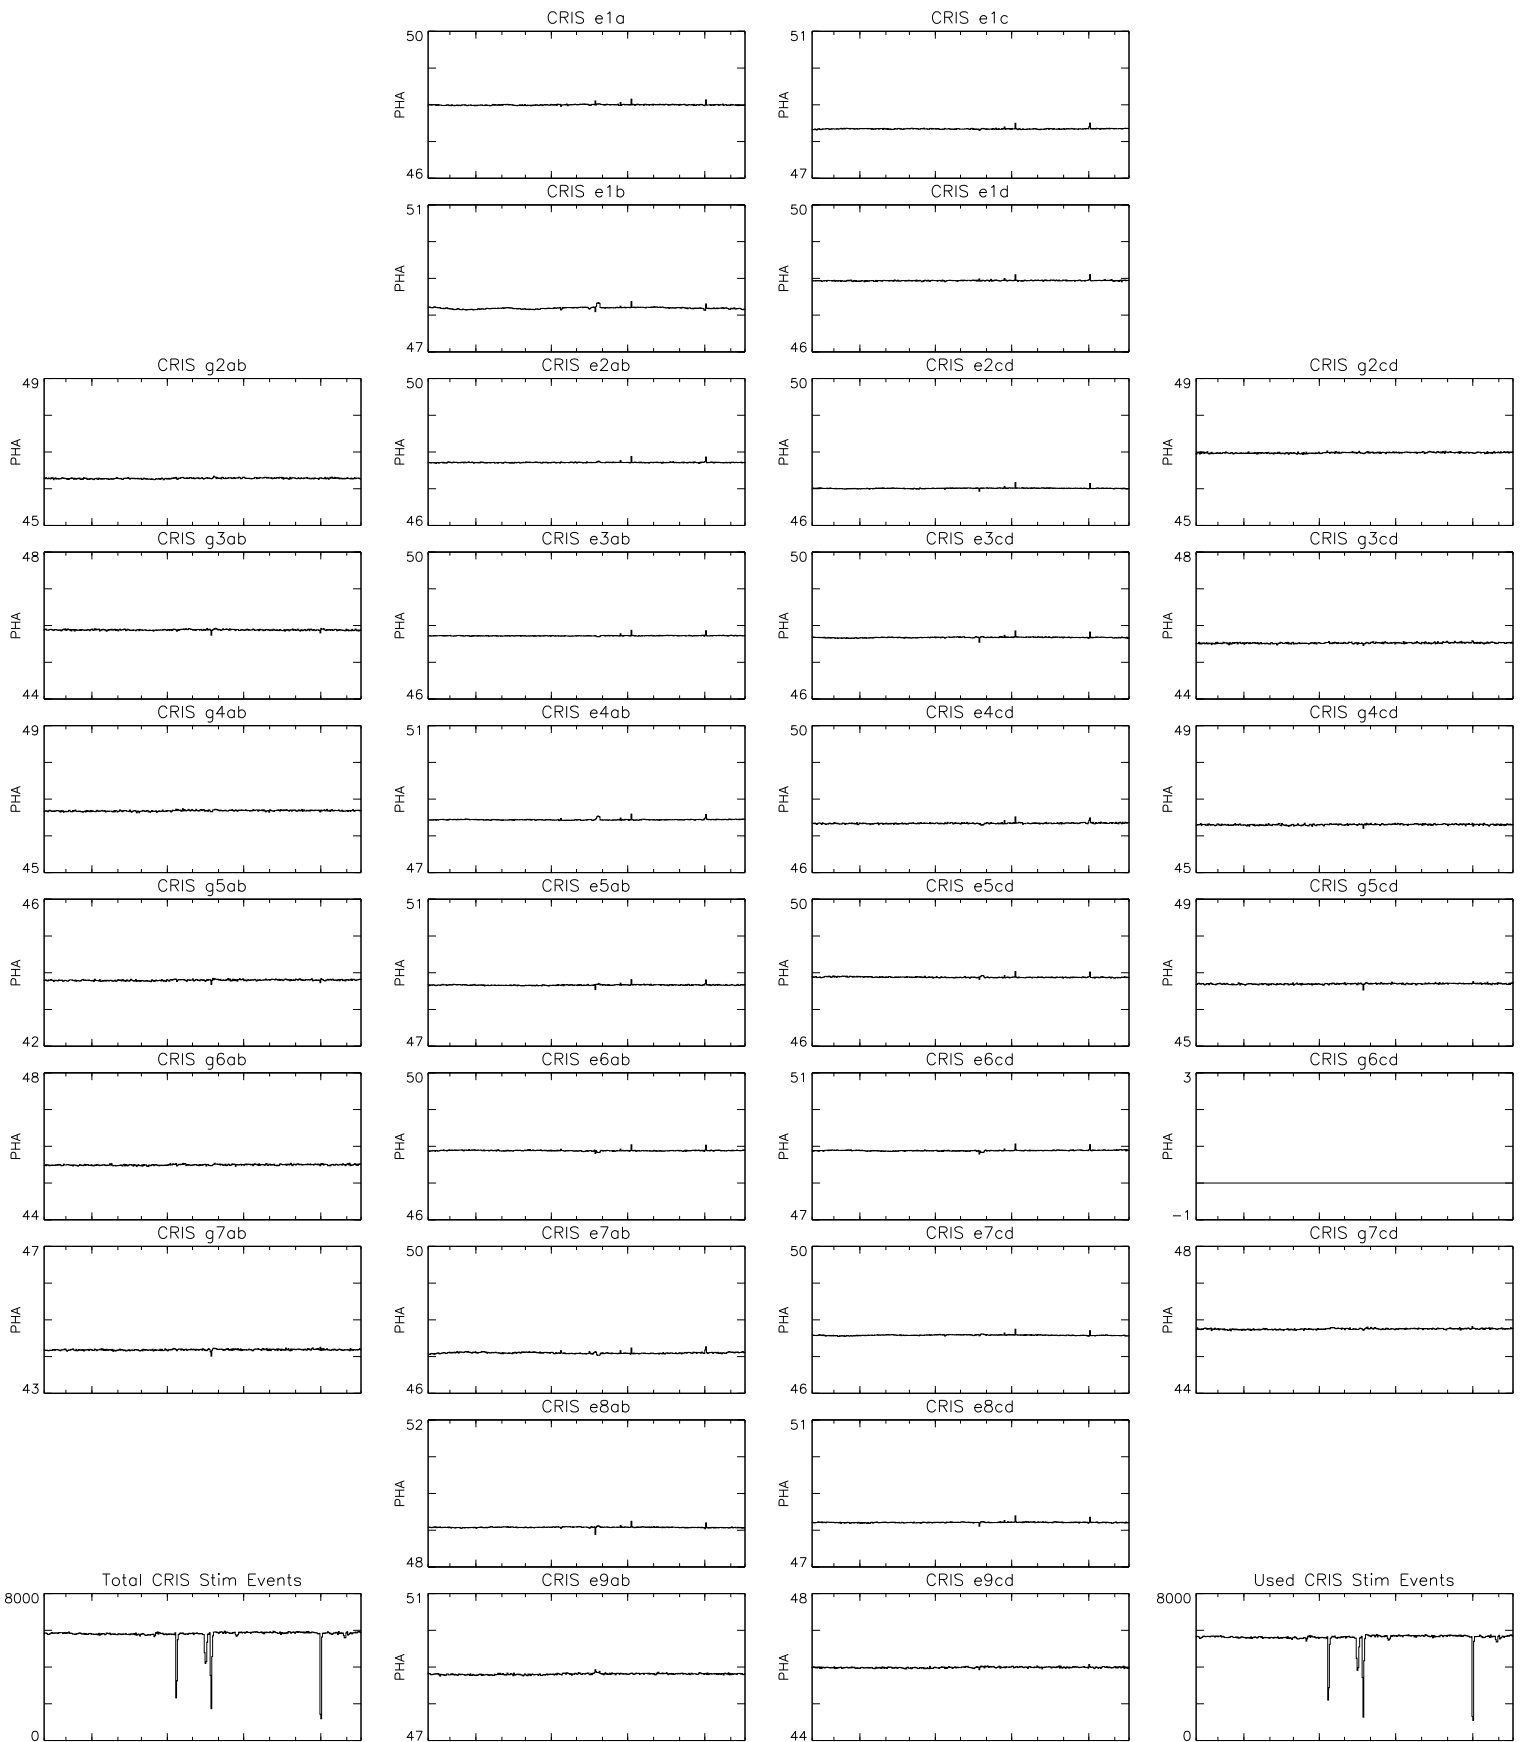 CRIS e1a
50
PHA
46
CRIS e1c
51
PHA
47
CRIS e1b
51
PHA
47
CRIS e1d
50
PHA
46
CRIS g2ab
49
PHA
45
CRIS e2ab
50
PHA
46
CRIS e2cd
50
PHA
46
CRIS g2cd
49
PHA
45
CRIS g3ab
48
PHA
44
CRIS e3ab
50
PHA
46
CRIS e3cd
50
PHA
46
CRIS g3cd
48
PHA
44
CRIS g4ab
49
PHA
45
CRIS e4ab
51
PHA
47
CRIS e4cd
50
PHA
46
CRIS g4cd
49
PHA
45
CRIS g5ab
46
PHA
42
CRIS e5ab
51
PHA
47
CRIS e5cd
50
PHA
46
CRIS g5cd
49
PHA
45
CRIS g6ab
48
PHA
44
CRIS e6ab
50
PHA
46
CRIS e6cd
51
PHA
47
CRIS g6cd
3
PHA
-1
CRIS g7ab
47
PHA
43
CRIS e7ab
50
PHA
46
CRIS e7cd
50
PHA
46
CRIS g7cd
48
PHA
44
CRIS e8ab
52
PHA
48
CRIS e8cd
51
PHA
47
Total CRIS Stim Events
8000
0
CRIS e9ab
51
PHA
47
CRIS e9cd
48
PHA
44
Used CRIS Stim Events
8000
0